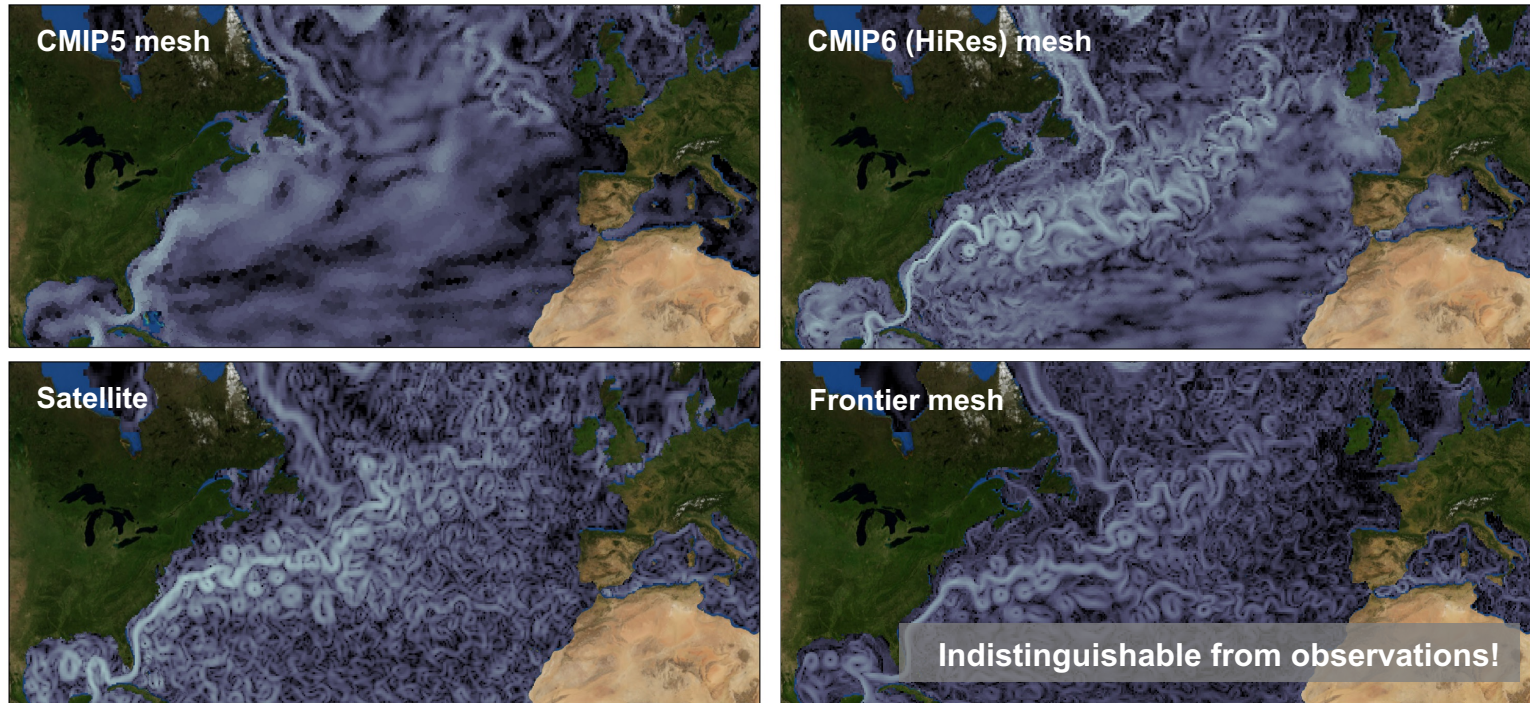 CMIP5 mesh
CMIP6 (HiRes) mesh
Satellite
Frontier mesh
Indistinguishable from observations!